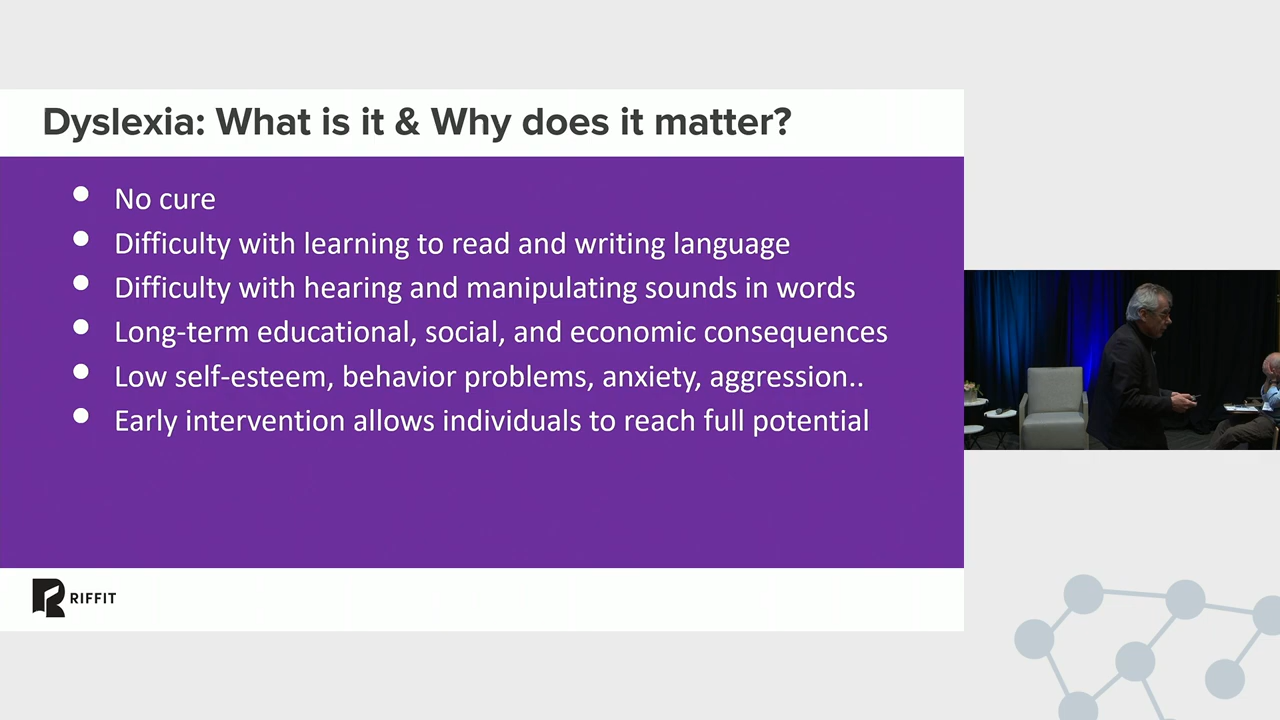 Dyslexia: What is it & Why does it matter?
• No cure
• Difficulty with learning to read and writing language
• Difficulty with hearing and manipulating sounds in words
• Long-term educational, social, and economic consequences
• Low self-esteem, behavior problems, anxiety, aggression..
• Early intervention allows individuals to reach full potential
RIFFIT